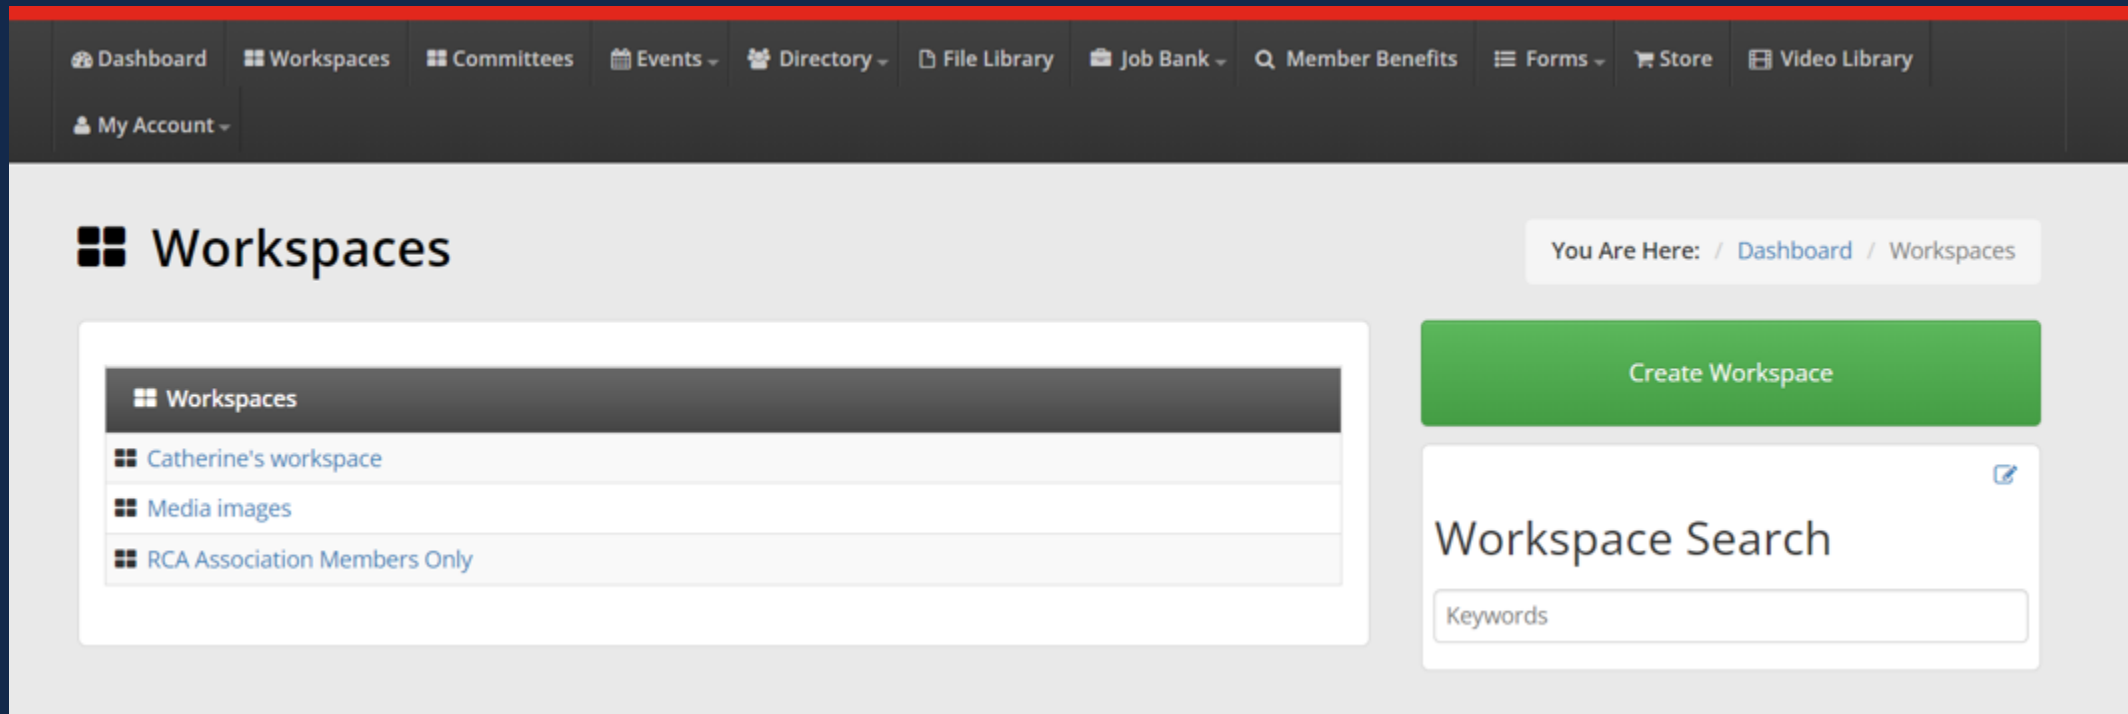 Dashboard Workspaces Committees Events Directory File Library Job Bank Member Benefits Forms Store Video Library
My Account
Workspaces
You Are Here: / Dashboard / Workspaces
Workspaces
Catherine's workspace
Media images
RCA Association Members Only
Create Workspace
Workspace Search
Keywords